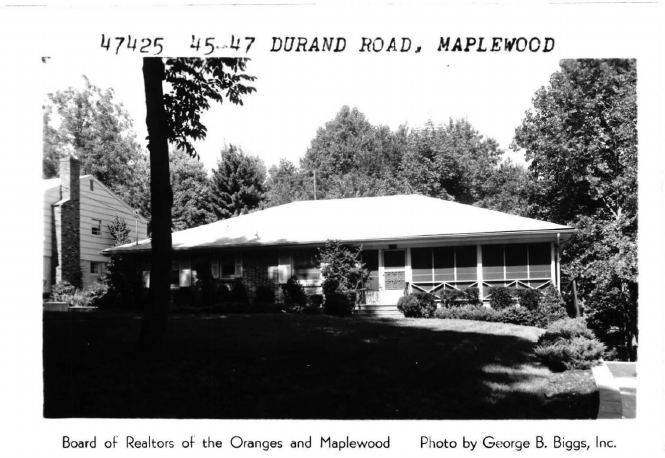 47425 45-47 DURAND ROAD, MAPLEWOOD
Board of Realtors of the Oranges and Maplewood Photo by George B. Biggs, Inc.